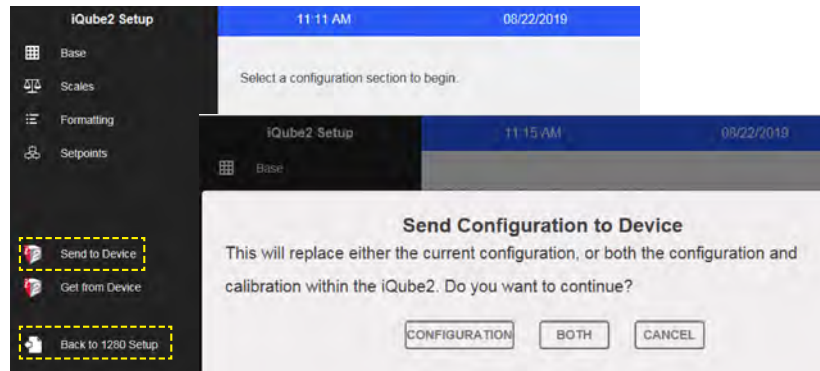 iQube2 Setup
11:11 AM
08/22/2019
Base
Scales
Formatting
Setpoints
Send to Device
Get from Device
Back to 1280 Setup
Select a configuration section to begin.
iQube2 Setup
11:15 AM
08/22/2019
Base
Send Configuration to Device
This will replace either the current configuration, or both the configuration and
calibration within the iQube2. Do you want to continue?
CONFIGURATION
BOTH
CANCEL